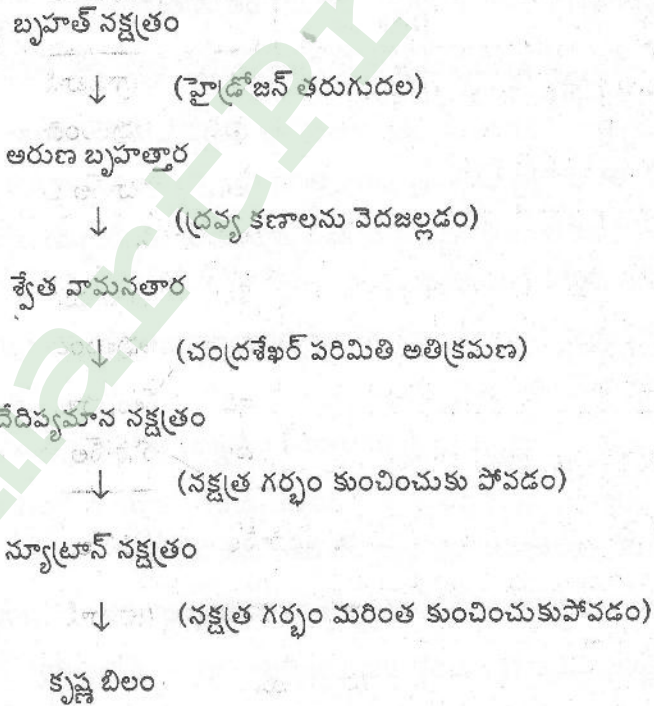 బృహత్ నక్షత్రం
↓ (హైడ్రోజన్ తరుగుదల)
అరుణ బృహత్తార
↓ (ద్రవ్య కణాలను వెదజల్లడం)
శ్వేత వామనతార
↓ (చంద్రశేఖర్ పరిమితి అతిక్రమణ)
దేదిప్యమాన నక్షత్రం
↓ (నక్షత్ర గర్భం కుంచించుకు పోవడం)
న్యూట్రాన్ నక్షత్రం
↓ (నక్షత్ర గర్భం మరింత కుంచించుకుపోవడం)
కృష్ణ బిలం